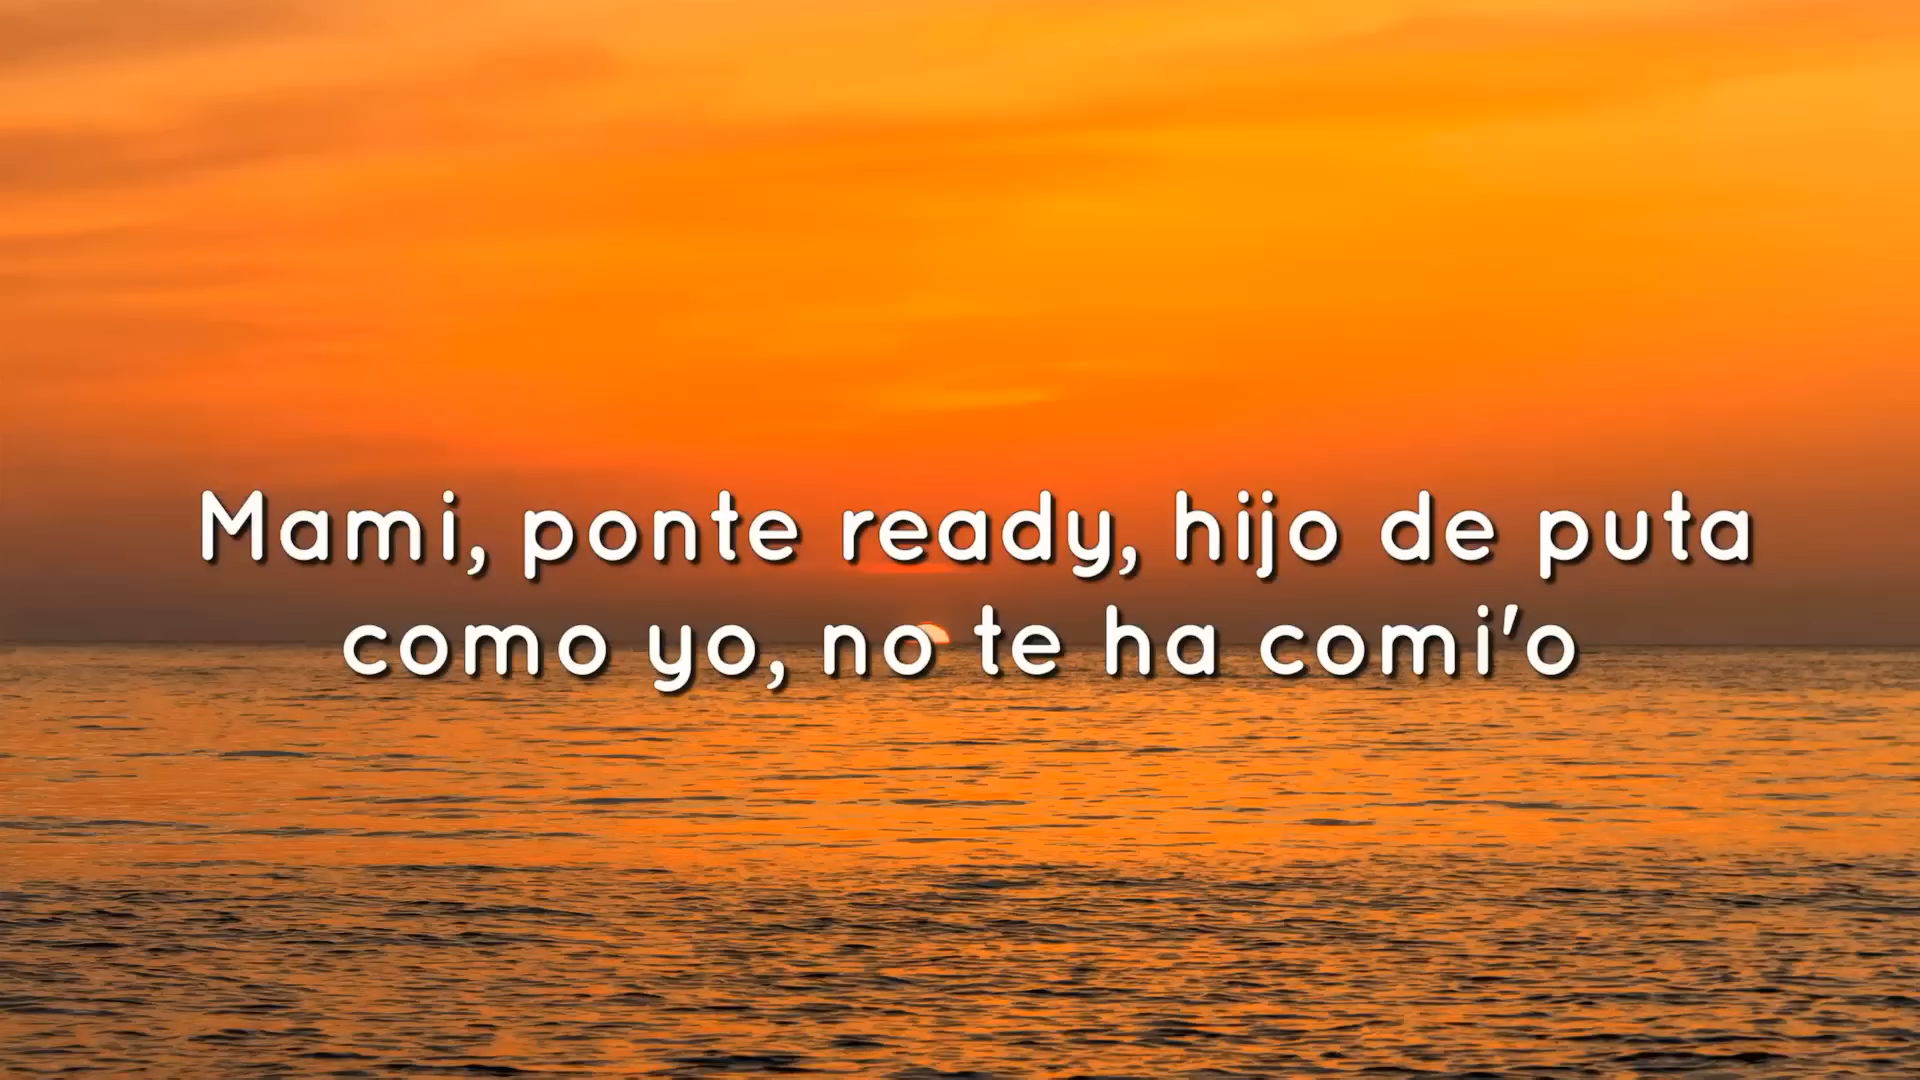 Mami, ponte ready, hijo de puta
como yo, no te ha comi'o